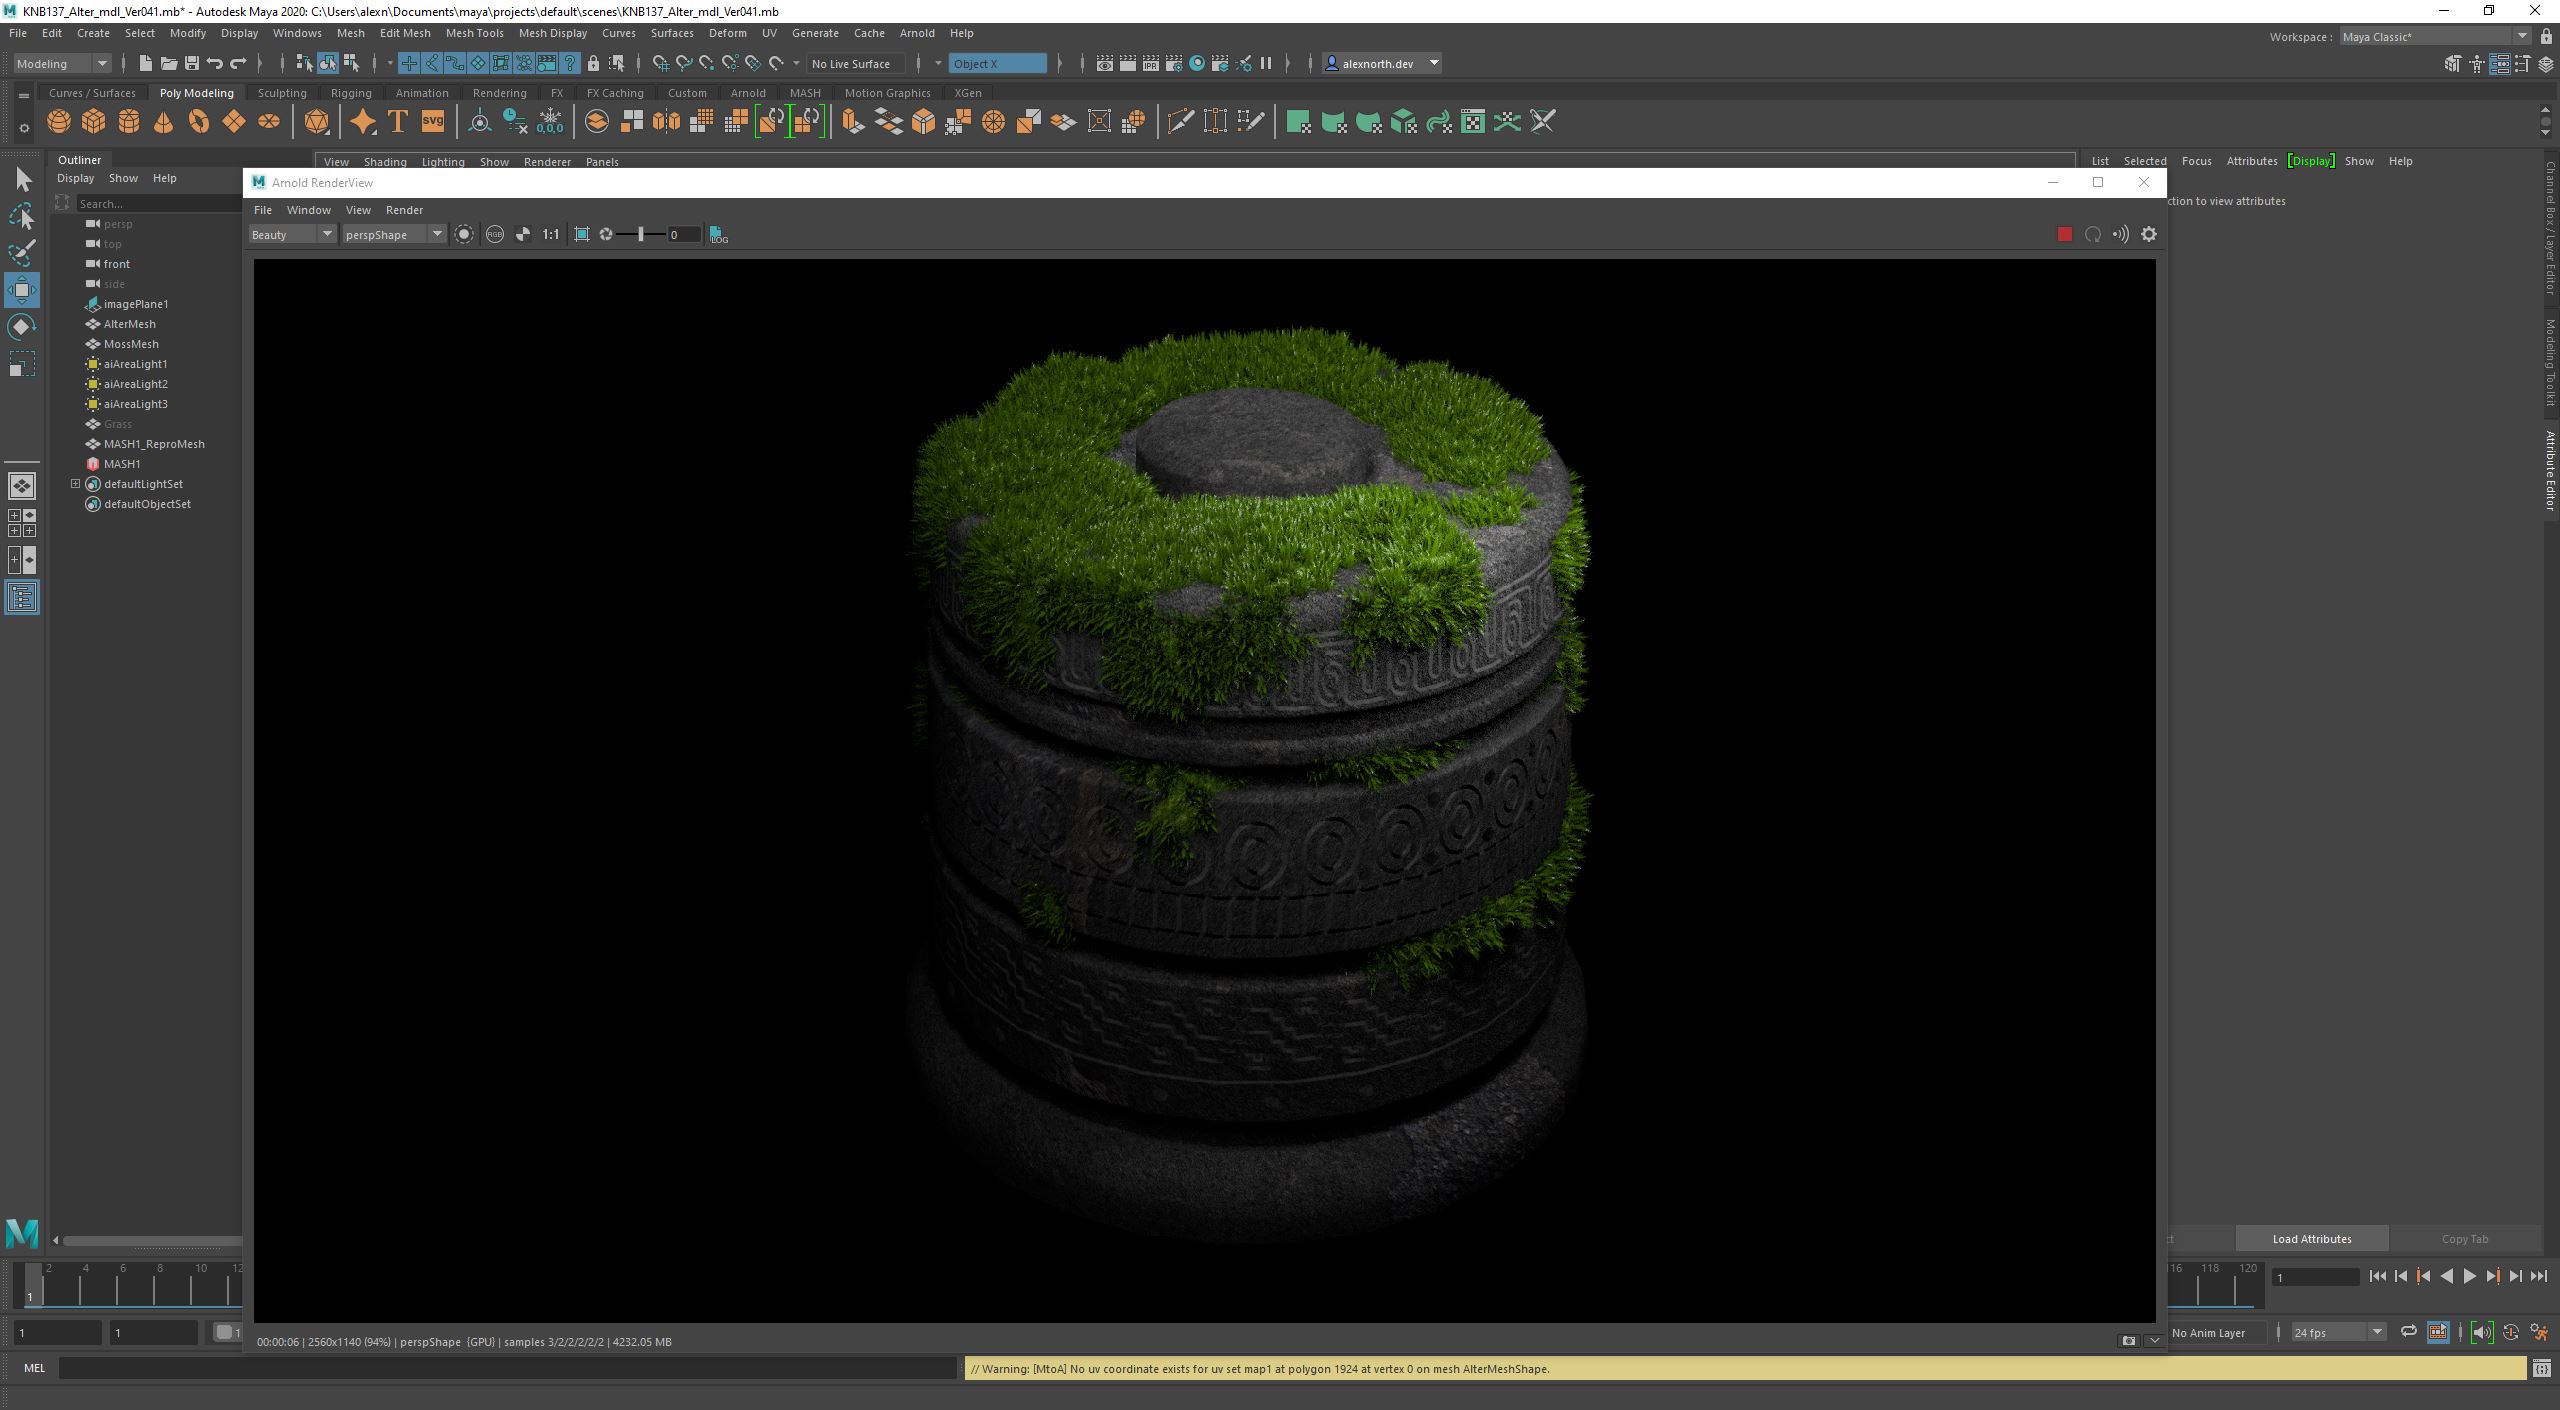 KNB137_Alter_mdl_Ver041.mb* - Autodesk Maya 2020: C:\Users\alexn\Documents\maya\projects\default\scenes\KNB137_Alter_mdl_Ver041.mb
File Edit Create Select Modify Display Windows Mesh Edit Mesh Mesh Tools Mesh Display Curves Surfaces Deform UV Generate Cache Arnold Help
Workspace : Maya Classic*
Modeling No Live Surface Object X IPR alexnorth.dev
Curves / Surfaces Poly Modeling Sculpting Rigging Animation Rendering FX FX Caching Custom Arnold MASH Motion Graphics XGen
T svg 0,0,0
Outliner
View Shading Lighting Show Renderer Panels
List Selected Focus Attributes [Display] Show Help
Display Show Help
Arnold RenderView
Search...
ction to view attributes
File Window View Render
Beauty perspShape RGB 1:1 0 LOG
persp
top
front
side
imagePlane1
AlterMesh
MossMesh
aiAreaLight1
aiAreaLight2
aiAreaLight3
Grass
MASH1_ReproMesh
MASH1
defaultLightSet
defaultObjectSet
Channel Box / Layer Editor
Modeling Toolkit
Attribute Editor
ct Load Attributes Copy Tab
2 4 6 8 10 12 116 118 120
1 1
1 1 1 No Anim Layer 24 fps
00:00:06 | 2560x1140 (94%) | perspShape {GPU} | samples 3/2/2/2/2/2 | 4232.05 MB
MEL // Warning: [MtoA] No uv coordinate exists for uv set map1 at polygon 1924 at vertex 0 on mesh AlterMeshShape.